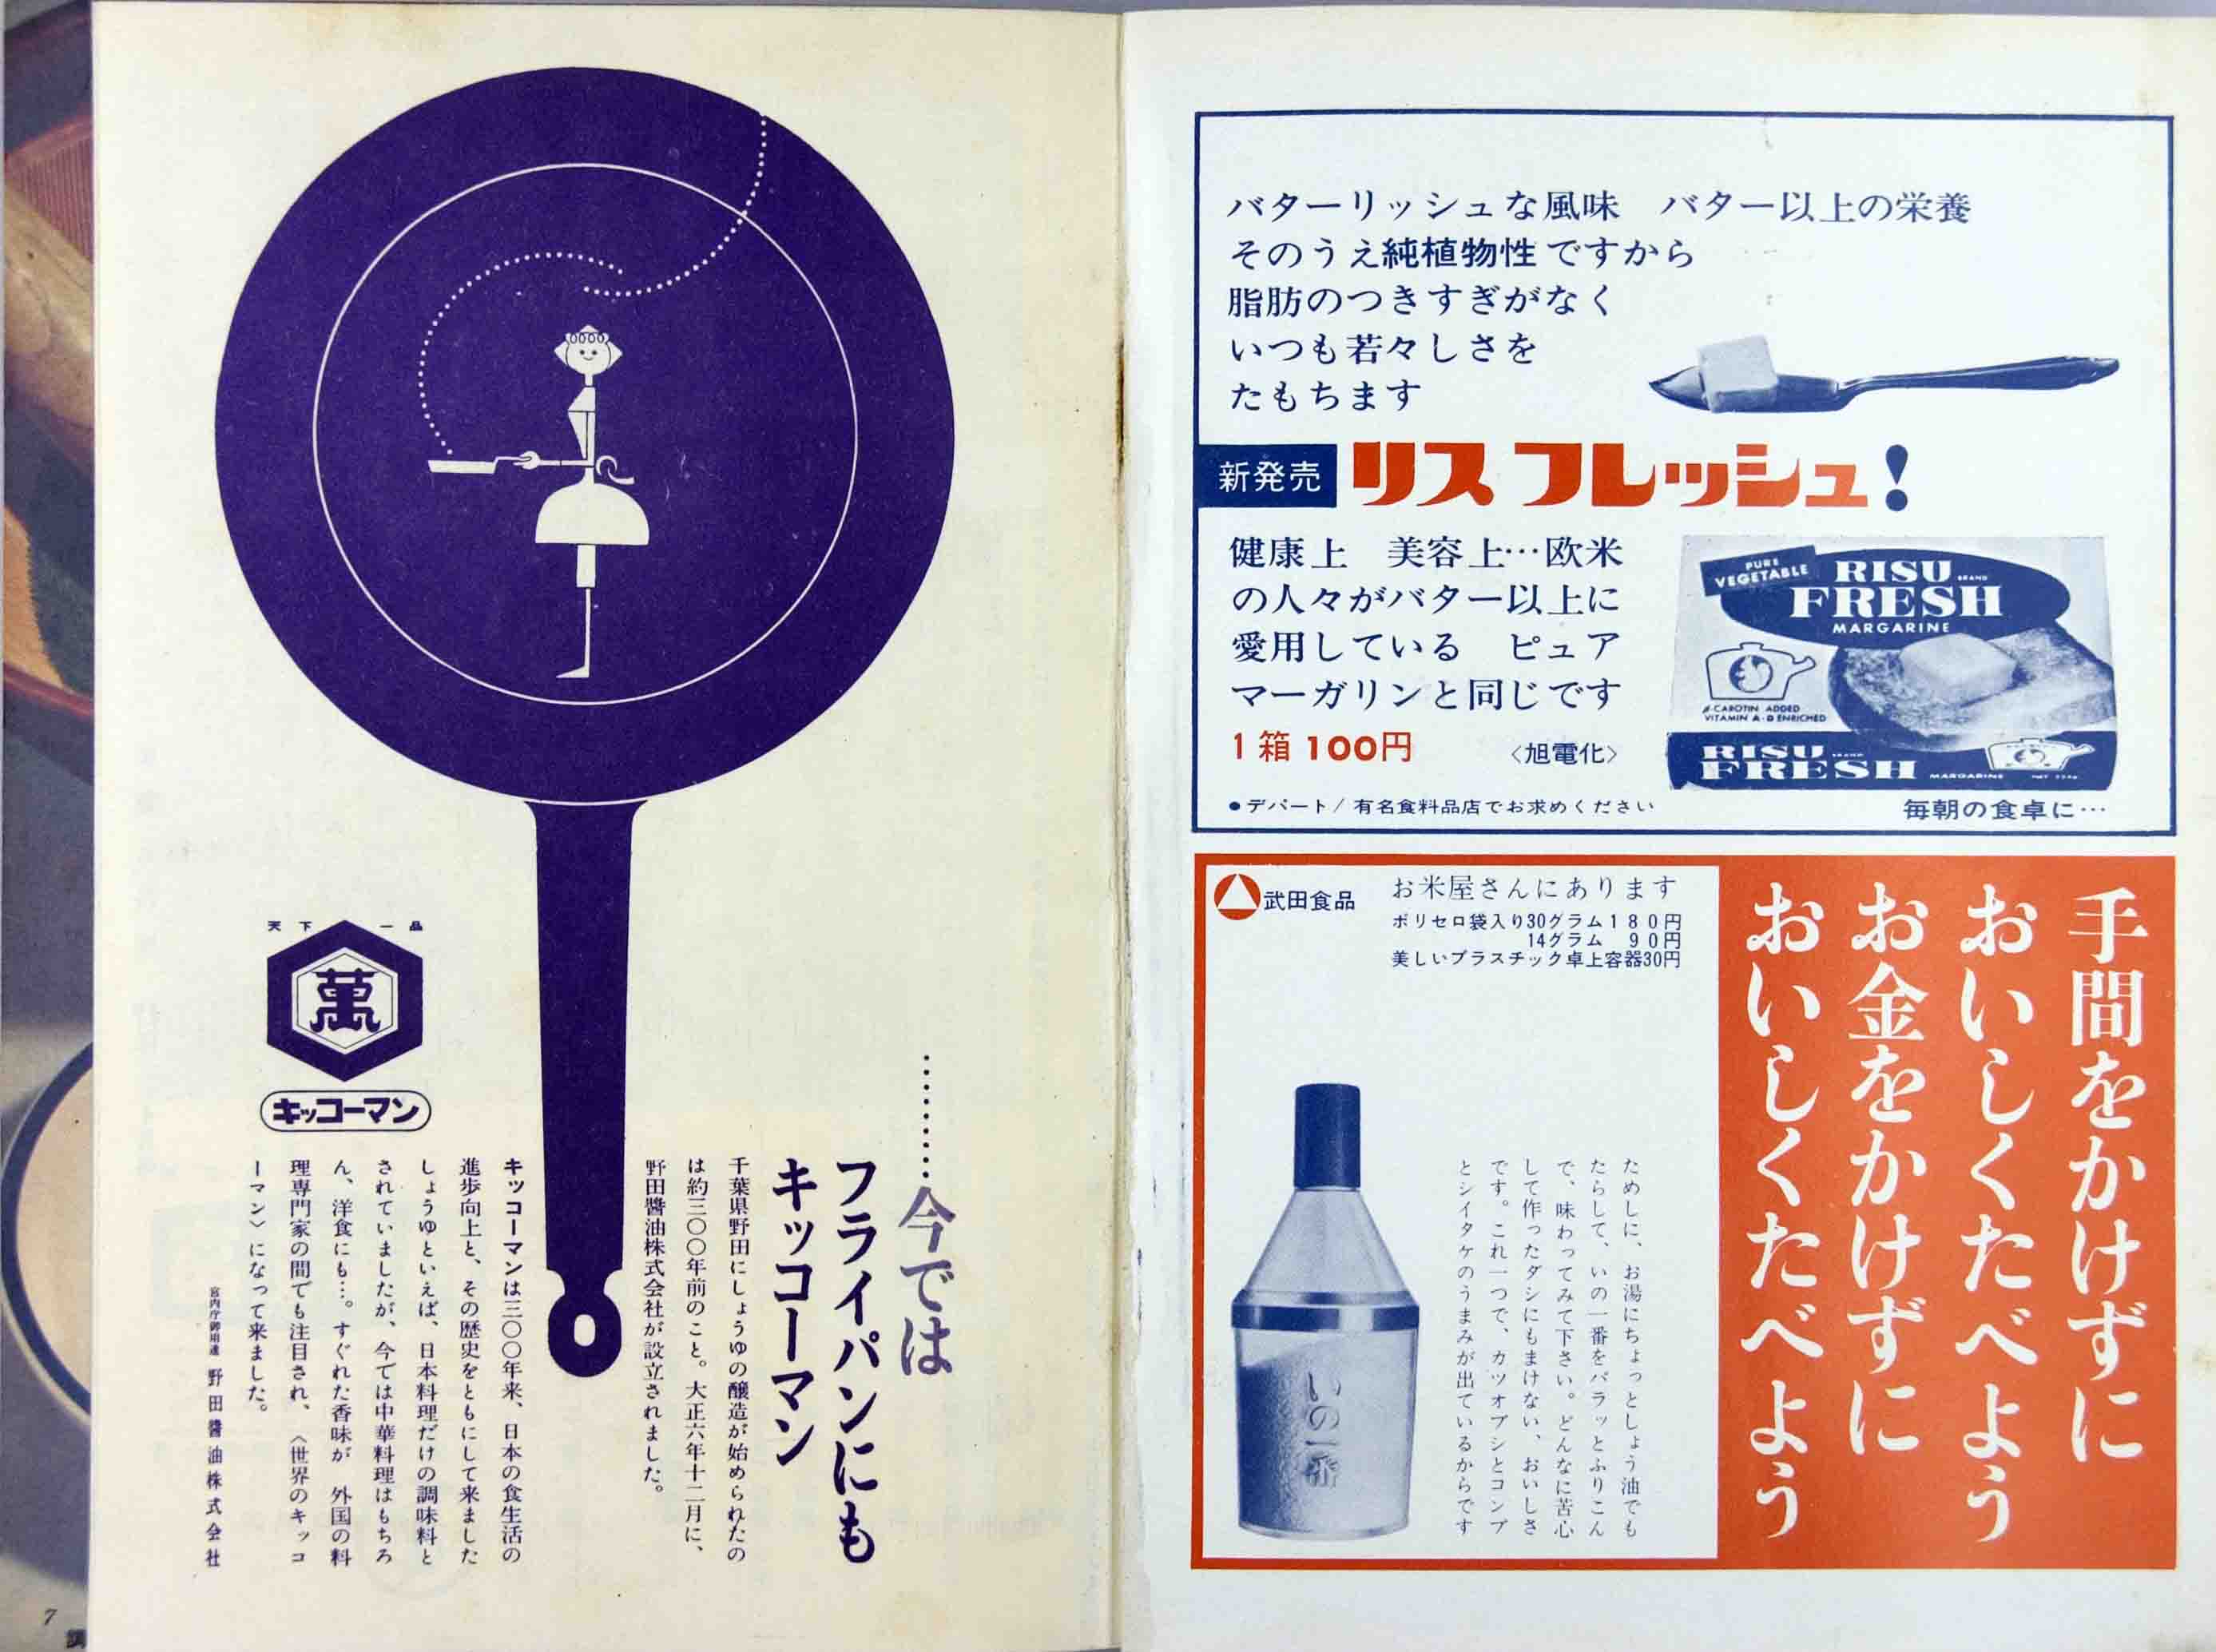 バターリッシュな風味　バター以上の栄養
そのうえ純植物性ですから
脂肪のつきすぎがなく
いつも若々しさを
たもちます
新発売
リス フレッシュ!
健康上　美容上…欧米
の人々がバター以上に
愛用している　ピュア
マーガリンと同じです
1箱 100円
〈旭電化〉
●デパート/有名食料品店でお求めください
PURE
VEGETABLE
RISU
BRAND
FRESH
MARGARINE
β-CAROTIN ADDED
VITAMIN A·D ENRICHED
RISU
FRESH
MARGARINE
毎朝の食卓に…
手間をかけずに
おいしくたべよう
お金をかけずに
おいしくたべよう
武田食品
お米屋さんにあります
ポリセロ袋入り30グラム180円
14グラム　90円
美しいプラスチック卓上容器30円
ためしに、お湯にちょっとしょう油でも
たらして、いの一番をパラッとふりこん
で、味わってみて下さい。どんなに苦心
して作ったダシにもまけない、おいしさ
です。これ一つで、カツオブシとコンブ
とシイタケのうまみが出ているからです
いの一番
………今では
フライパンにも
キッコーマン
千葉県野田にしょうゆの醸造が始められたの
は約三〇〇年前のこと。大正六年十二月に、
野田醬油株式会社が設立されました。
キッコーマンは三〇〇年来、日本の食生活の
進歩向上と、その歴史をともにして来ました
しょうゆといえば、日本料理だけの調味料と
されていましたが、今では中華料理はもちろ
ん、洋食にも…。すぐれた香味が　外国の料
理専門家の間でも注目され、〈世界のキッコ
ーマン〉になって来ました。
宮内庁御用達　野田醬油株式会社
天下一品
萬
キッコーマン
7